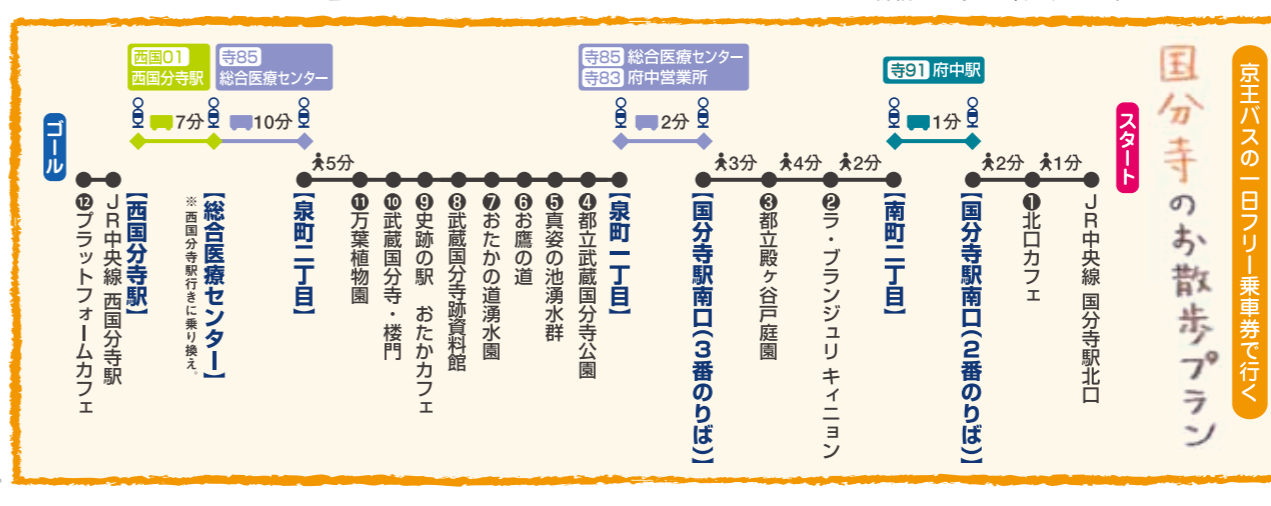 京王バスの一日フリー乗車券で行く
国分寺のお散歩プラン
スタート
JR中央線 国分寺駅北口
1分
❶北口カフェ
2分
【国分寺駅南口(2番のりば)】
寺91 府中駅
1分
【南町二丁目】
2分
❷ラ・ブランジュリ キィニョン
4分
❸都立殿ヶ谷戸庭園
3分
【国分寺駅南口(3番のりば)】
寺85 総合医療センター
寺83 府中営業所
2分
【泉町一丁目】
❹都立武蔵国分寺公園
❺真姿の池湧水群
❻お鷹の道
❼おたかの道湧水園
❽武蔵国分寺跡資料館
❾史跡の駅 おたかカフェ
❿武蔵国分寺・楼門
⓫万葉植物園
5分
【泉町二丁目】
寺85
総合医療センター
10分
【総合医療センター】
※西国分寺駅行きに乗り換え。
西国01
西国分寺駅
7分
【西国分寺駅】
JR中央線 西国分寺駅
⓬プラットフォームカフェ
ゴール